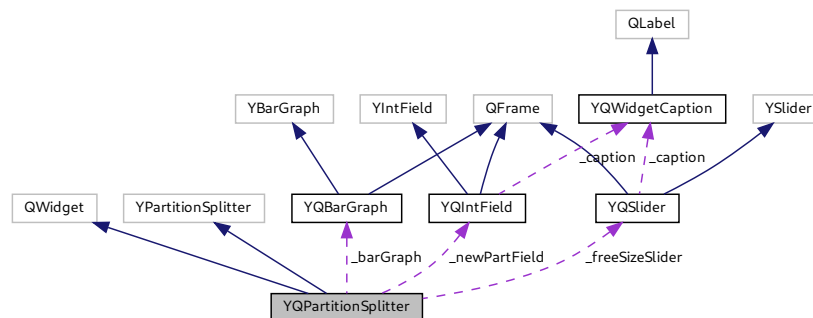 QLabel
YBarGraph
YIntField
QFrame
YQWidgetCaption
YSlider
_caption
_caption
QWidget
YPartitionSplitter
YQBarGraph
YQIntField
YQSlider
_barGraph
_newPartField
_freeSizeSlider
YQPartitionSplitter